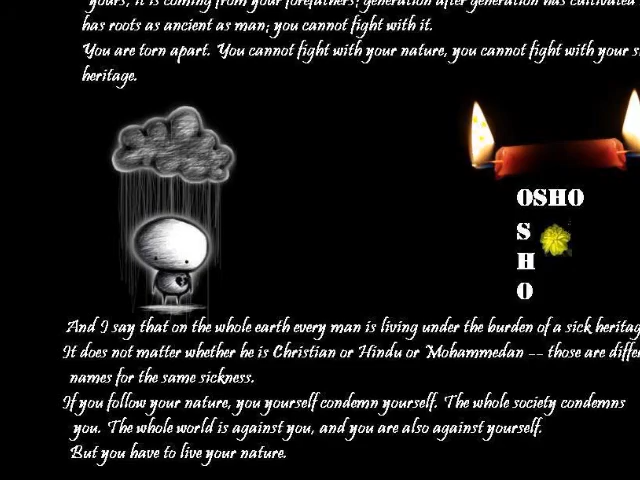 yours, it is coming from your forefathers; generation after generation has cultivated
has roots as ancient as man; you cannot fight with it.
You are torn apart. You cannot fight with your nature, you cannot fight with your
heritage.
OSHO
S
H
O
And I say that on the whole earth every man is living under the burden of a sick
It does not matter whether he is Christian or Hindu or Mohammedan -- those are
names for the same sickness.
If you follow your nature, you yourself condemn yourself. The whole society condemns
you. The whole world is against you, and you are also against yourself.
But you have to live your nature.